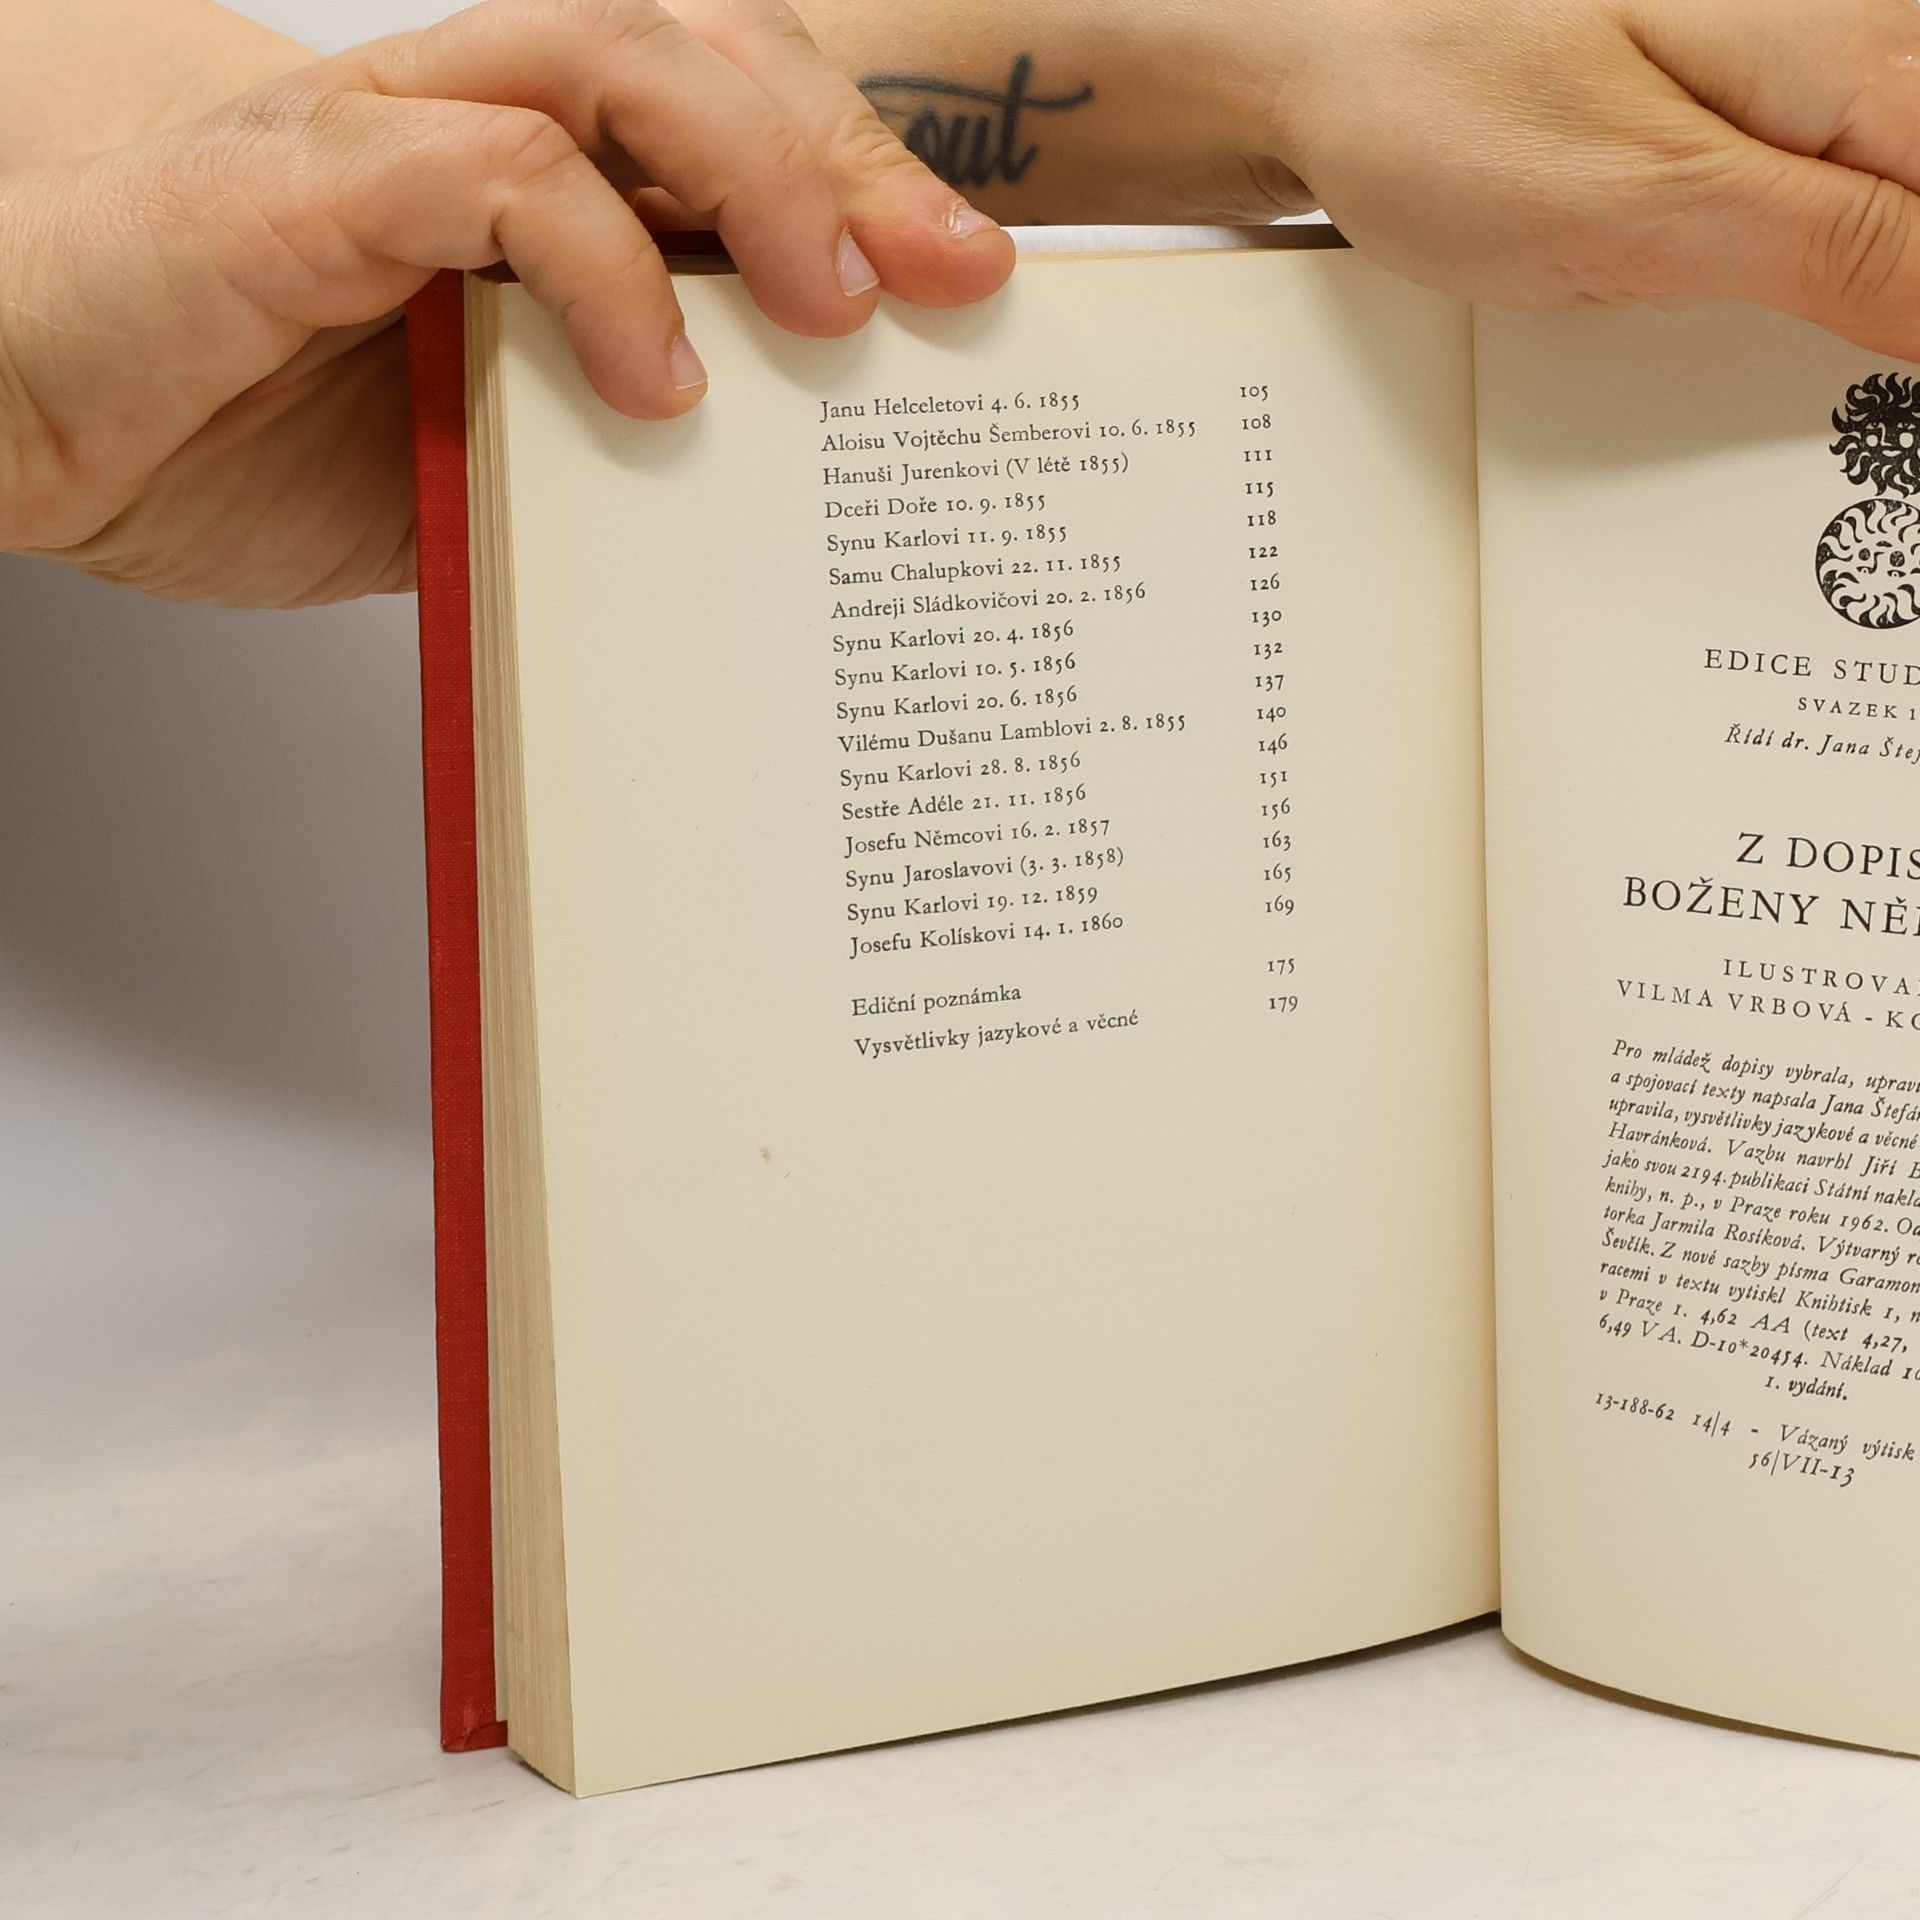 out
Janu Helceletovi 4. 6. 1855 105
Aloisu Vojtěchu Šemberovi 10. 6. 1855 108
Hanuši Jurenkovi (V létě 1855) 111
Dceři Doře 10. 9. 1855 115
Synu Karlovi 11. 9. 1855 118
Samu Chalupkovi 22. 11. 1855 122
Andreji Sládkovičovi 20. 2. 1856 126
Synu Karlovi 20. 4. 1856 130
Synu Karlovi 10. 5. 1856 132
Synu Karlovi 20. 6. 1856 137
Vilému Dušanu Lamblovi 2. 8. 1855 140
Synu Karlovi 28. 8. 1856 146
Sestře Adéle 21. 11. 1856 151
Josefu Němcovi 16. 2. 1857 156
Synu Jaroslavovi (3. 3. 1858) 163
Synu Karlovi 19. 12. 1859 165
Josefu Kolískovi 14. 1. 1860 169
Ediční poznámka 175
Vysvětlivky jazykové a věcné 179
EDICE STUD
SVAZEK 1
Řídí dr. Jana Štef
Z DOPIS
BOŽENY NĚ
ILUSTROVA
VILMA VRBOVÁ - KO
Pro mládež dopisy vybrala, upravi
a spojovací texty napsala Jana Štefá
upravila, vysvětlivky jazykové a věcné
Havránková. Vazbu navrhl Jiří
jako svou 2194. publikaci Státní nakla
knihy, n. p., v Praze roku 1962. Od
torka Jarmila Rosíková. Výtvarný r
Ševčík. Z nové sazby písma Garamon
racemi v textu vytiskl Knihtisk 1, n
v Praze 1. 4,62 AA (text 4,27,
6,49 VA. D-10*20454. Náklad 10
1. vydání.
13-188-62 14|4 - Vázaný výtisk
56|VII-13